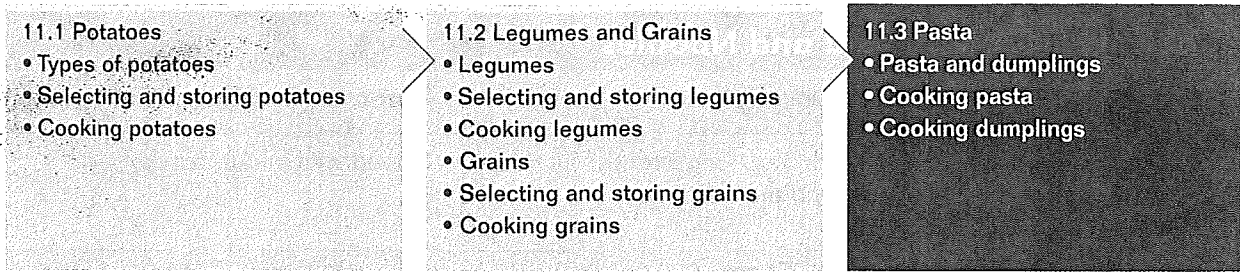 11.1 Potatoes
• Types of potatoes
• Selecting and storing potatoes
• Cooking potatoes
11.2 Legumes and Grains
• Legumes
• Selecting and storing legumes
• Cooking legumes
• Grains
• Selecting and storing grains
• Cooking grains
11.3 Pasta
• Pasta and dumplings
• Cooking pasta
• Cooking dumplings